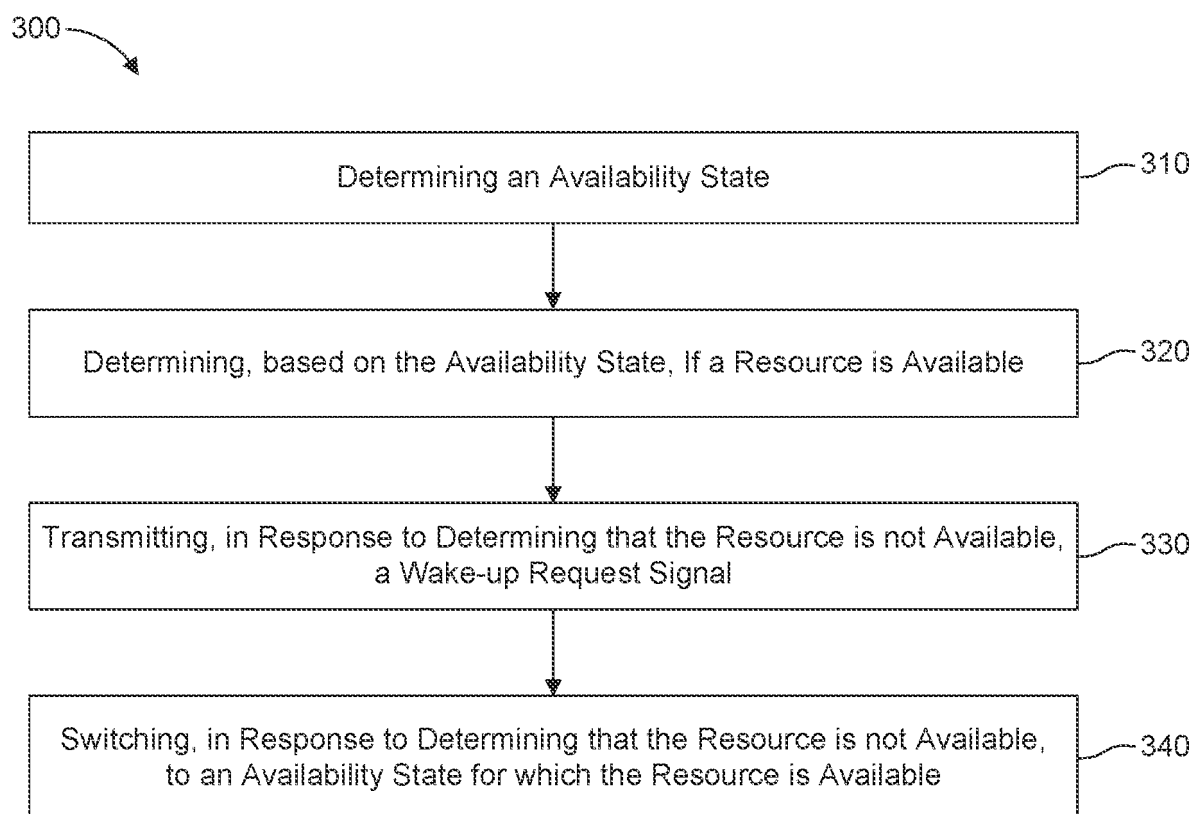 300
Determining an Availability State
310
Determining, based on the Availability State, If a Resource is Available
320
Transmitting, in Response to Determining that the Resource is not Available,
a Wake-up Request Signal
330
Switching, in Response to Determining that the Resource is not Available,
to an Availability State for which the Resource is Available
340